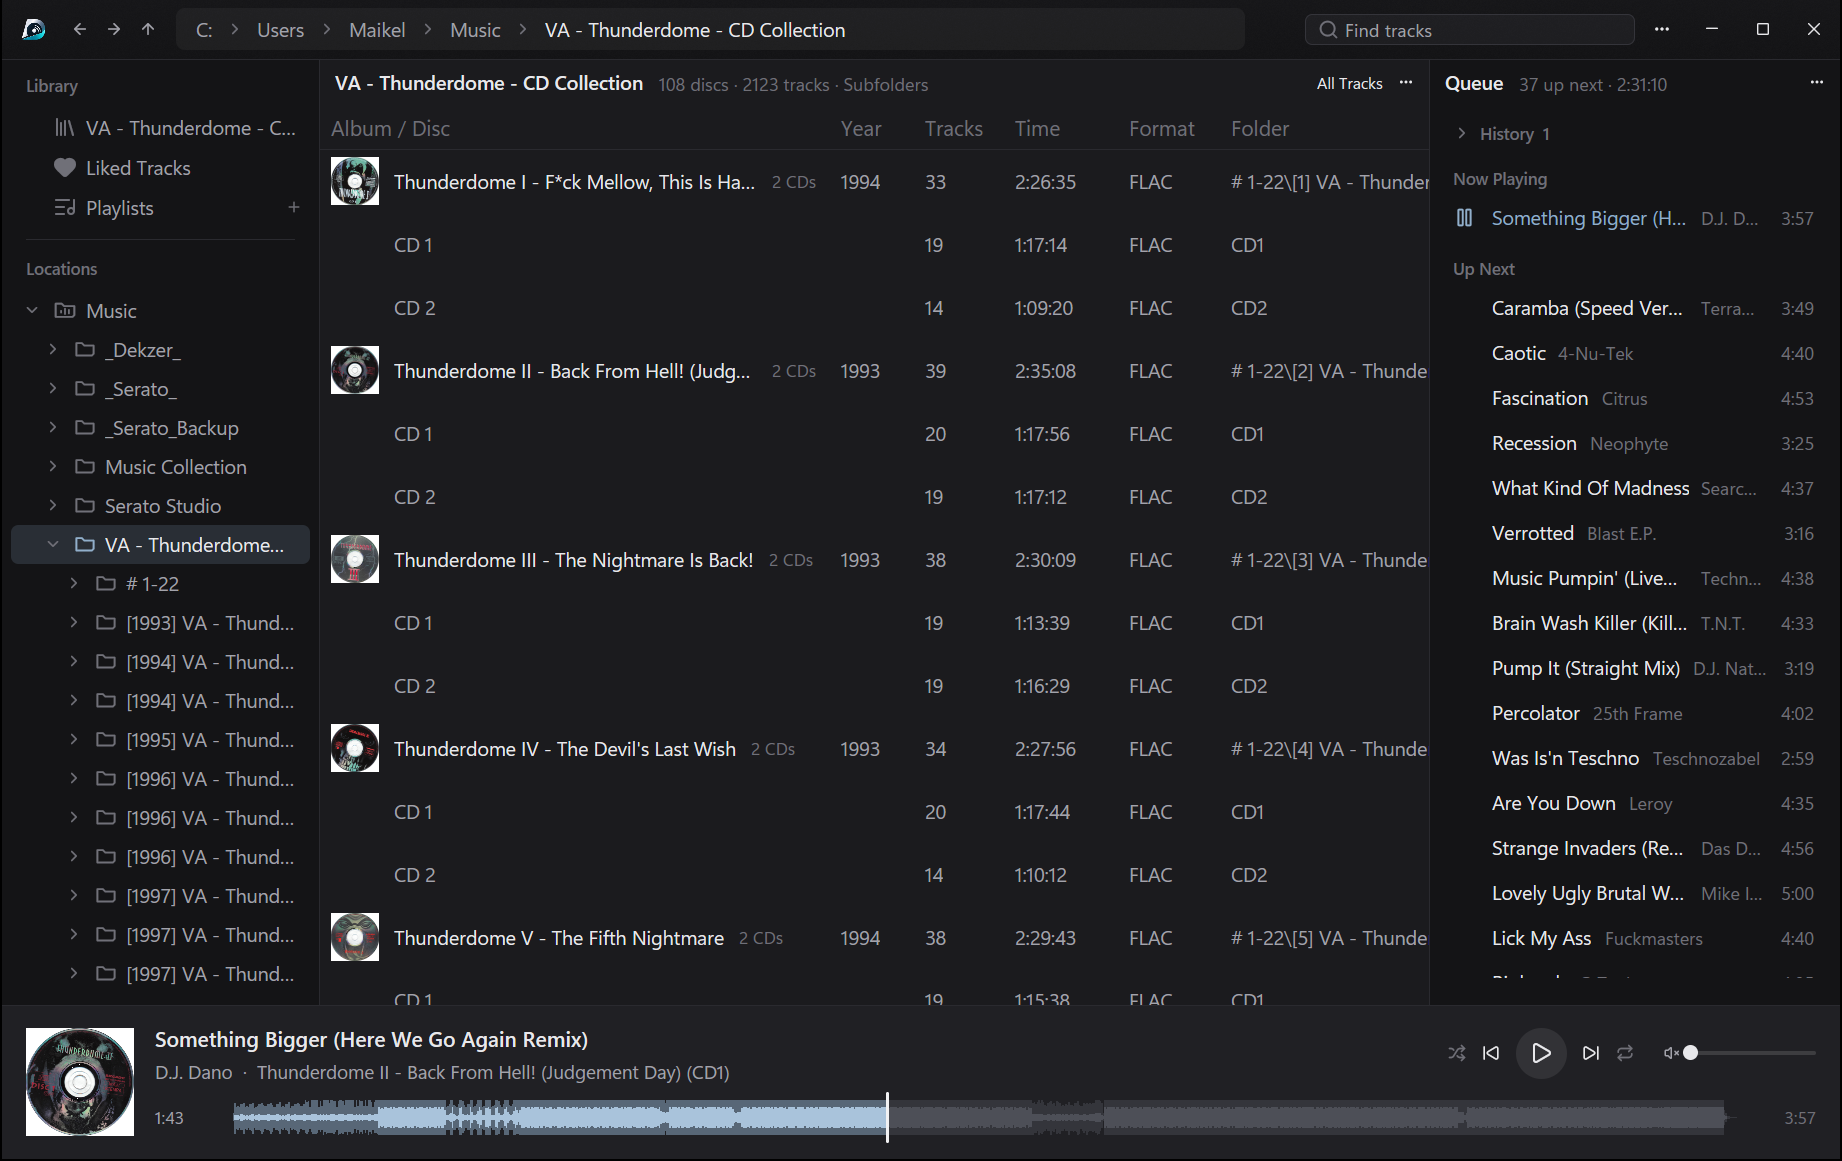 C: Users Maikel Music VA - Thunderdome - CD Collection
Find tracks
Library
VA - Thunderdome - C...
Liked Tracks
Playlists
Locations
Music
_Dekzer_
_Serato_
_Serato_Backup
Music Collection
Serato Studio
VA - Thunderdome...
# 1-22
[1993] VA - Thund...
[1994] VA - Thund...
[1994] VA - Thund...
[1995] VA - Thund...
[1996] VA - Thund...
[1996] VA - Thund...
[1996] VA - Thund...
[1997] VA - Thund...
[1997] VA - Thund...
[1997] VA - Thund...
VA - Thunderdome - CD Collection 108 discs · 2123 tracks · Subfolders All Tracks
Album / Disc Year Tracks Time Format Folder
Thunderdome I - F*ck Mellow, This Is Ha... 2 CDs 1994 33 2:26:35 FLAC # 1-22\[1] VA - Thunder
CD 1 19 1:17:14 FLAC CD1
CD 2 14 1:09:20 FLAC CD2
Thunderdome II - Back From Hell! (Judg... 2 CDs 1993 39 2:35:08 FLAC # 1-22\[2] VA - Thunde
CD 1 20 1:17:56 FLAC CD1
CD 2 19 1:17:12 FLAC CD2
Thunderdome III - The Nightmare Is Back! 2 CDs 1993 38 2:30:09 FLAC # 1-22\[3] VA - Thunde
CD 1 19 1:13:39 FLAC CD1
CD 2 19 1:16:29 FLAC CD2
Thunderdome IV - The Devil's Last Wish 2 CDs 1993 34 2:27:56 FLAC # 1-22\[4] VA - Thunde
CD 1 20 1:17:44 FLAC CD1
CD 2 14 1:10:12 FLAC CD2
Thunderdome V - The Fifth Nightmare 2 CDs 1994 38 2:29:43 FLAC # 1-22\[5] VA - Thunde
CD 1 19 1:15:38 FLAC CD1
Queue 37 up next · 2:31:10
History 1
Now Playing
Something Bigger (H... D.J. D... 3:57
Up Next
Caramba (Speed Ver... Terra... 3:49
Caotic 4-Nu-Tek 4:40
Fascination Citrus 4:53
Recession Neophyte 3:25
What Kind Of Madness Searc... 4:37
Verrotted Blast E.P. 3:16
Music Pumpin' (Live... Techn... 4:38
Brain Wash Killer (Kill... T.N.T. 4:33
Pump It (Straight Mix) D.J. Nat... 3:19
Percolator 25th Frame 4:02
Was Is'n Teschno Teschnozabel 2:59
Are You Down Leroy 4:35
Strange Invaders (Re... Das D... 4:56
Lovely Ugly Brutal W... Mike I... 5:00
Lick My Ass Fuckmasters 4:40
Something Bigger (Here We Go Again Remix)
D.J. Dano · Thunderdome II - Back From Hell! (Judgement Day) (CD1)
1:43
3:57